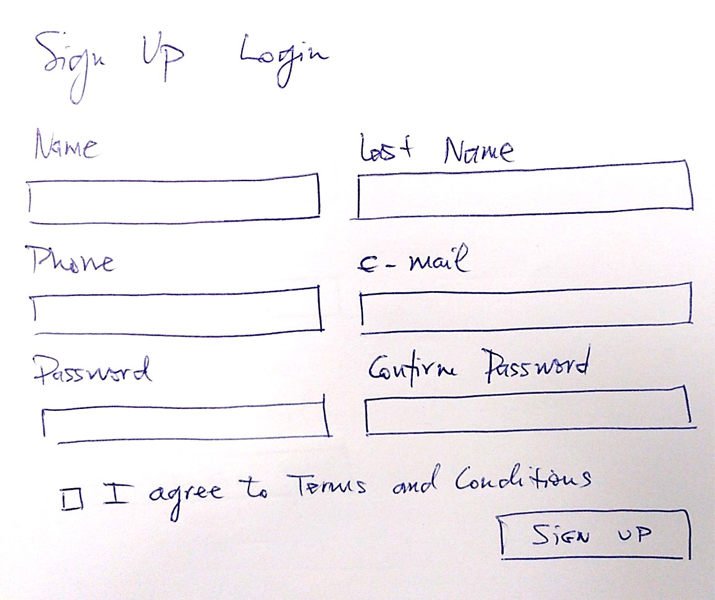 Sign Up Login
Name Last Name
Phone e-mail
Password Confirm Password
I agree to Terms and Conditions
SIGN UP